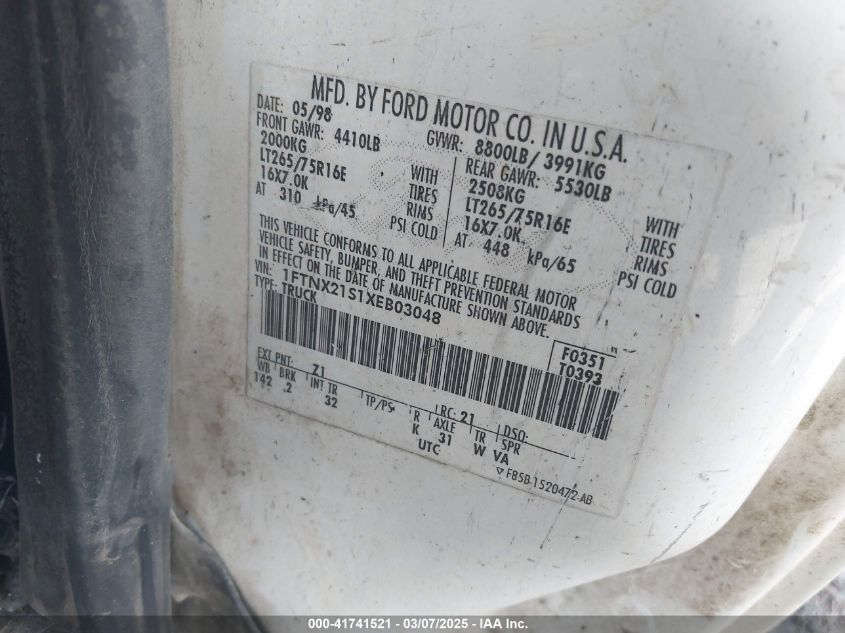 MFD. BY FORD MOTOR CO. IN U.S.A.
DATE: 05/98 GVWR: 8800LB/ 3991KG
FRONT GAWR: 4410LB REAR GAWR: 5530LB
2000KG WITH 2508KG WITH
LT265/75R16E TIRES LT265/75R16E TIRES
16X7.0K RIMS 16X7.0K RIMS
AT 310 kPa/45 PSI COLD AT 448 kPa/65 PSI COLD
THIS VEHICLE CONFORMS TO ALL APPLICABLE FEDERAL MOTOR
VEHICLE SAFETY, BUMPER, AND THEFT PREVENTION STANDARDS
IN EFFECT ON THE DATE OF MANUFACTURE SHOWN ABOVE.
VIN: 1FTNX21S1XEB03048
TYPE: TRUCK
F0351
T0393
EXT PNT: Z1 RC: 21 DSO:
WB BRK INT TR TP/PS R AXLE TR SPR
142 .2 32 K 31 W VA
UTC
▽ F85B-1520472-AB
000-41741521 - 03/07/2025 - IAA Inc.